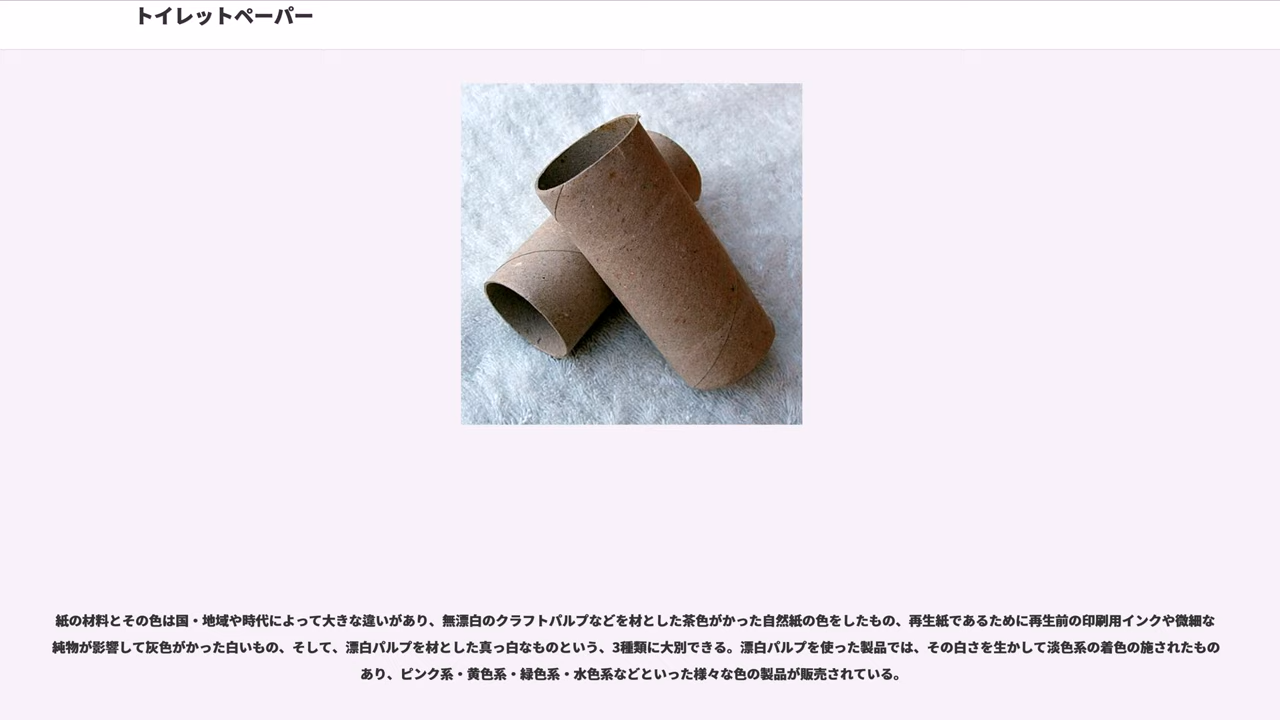 トイレットペーパー
紙の材料とその色は国・地域や時代によって大きな違いがあり、無漂白のクラフトパルプなどを材とした茶色がかった自然紙の色をしたもの、再生紙であるために再生前の印刷用インクや微細な
純物が影響して灰色がかった白いもの、そして、漂白パルプを材とした真っ白なものという、3種類に大別できる。漂白パルプを使った製品では、その白さを生かして淡色系の着色の施されたもの
あり、ピンク系・黄色系・緑色系・水色系などといった様々な色の製品が販売されている。